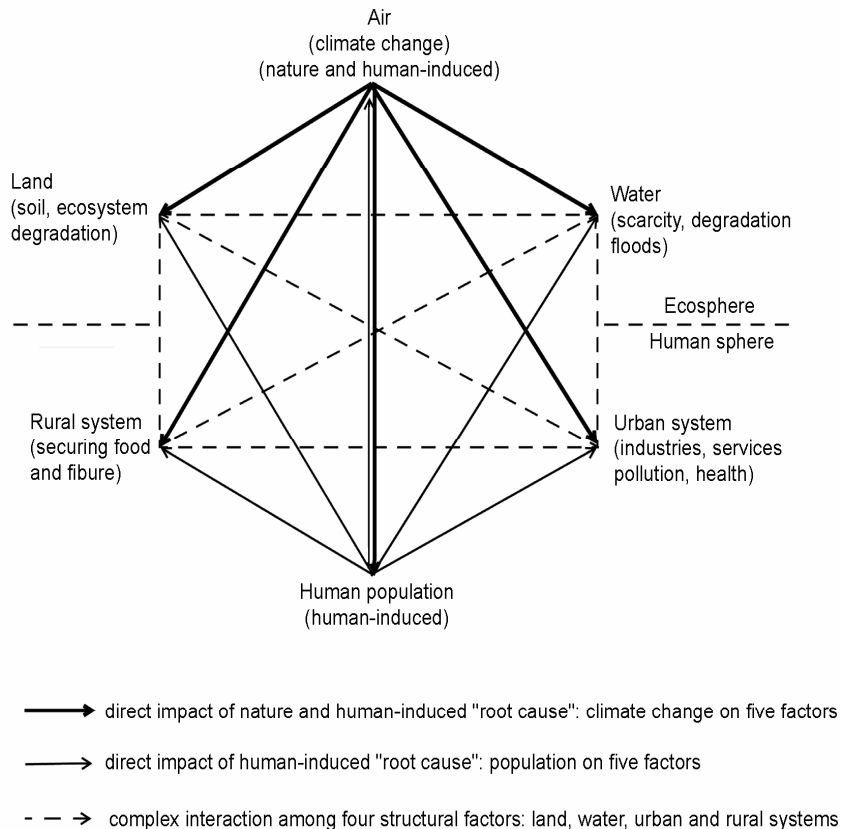 Air
(climate change)
(nature and human-induced)
Land
(soil, ecosystem
degradation)
Water
(scarcity, degradation
floods)
Ecosphere
Human sphere
Rural system
(securing food
and fibure)
Urban system
(industries, services
pollution, health)
Human population
(human-induced)
direct impact of nature and human-induced "root cause": climate change on five factors
direct impact of human-induced "root cause": population on five factors
complex interaction among four structural factors: land, water, urban and rural systems